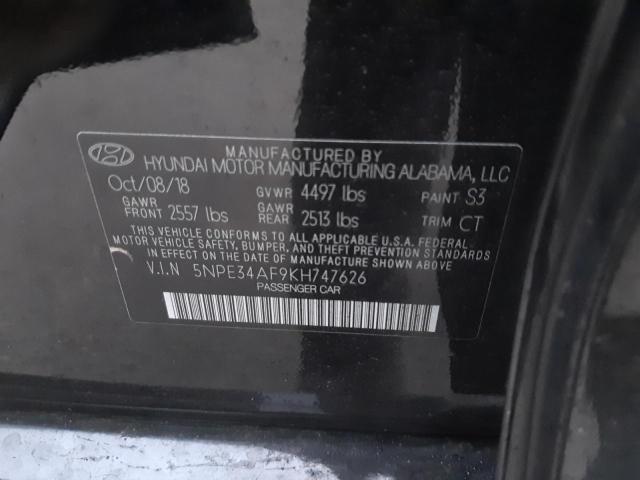 MANUFACTURED BY
HYUNDAI MOTOR MANUFACTURING ALABAMA, LLC
Oct/08/18 GVWR 4497 lbs PAINT S3
GAWR FRONT 2557 lbs GAWR REAR 2513 lbs TRIM CT
THIS VEHICLE CONFORMS TO ALL APPLICABLE U.S.A. FEDERAL
MOTOR VEHICLE SAFETY, BUMPER, AND THEFT PREVENTION STANDARDS
IN EFFECT ON THE DATE OF MANUFACTURE SHOWN ABOVE.
V.I.N 5NPE34AF9KH747626
PASSENGER CAR